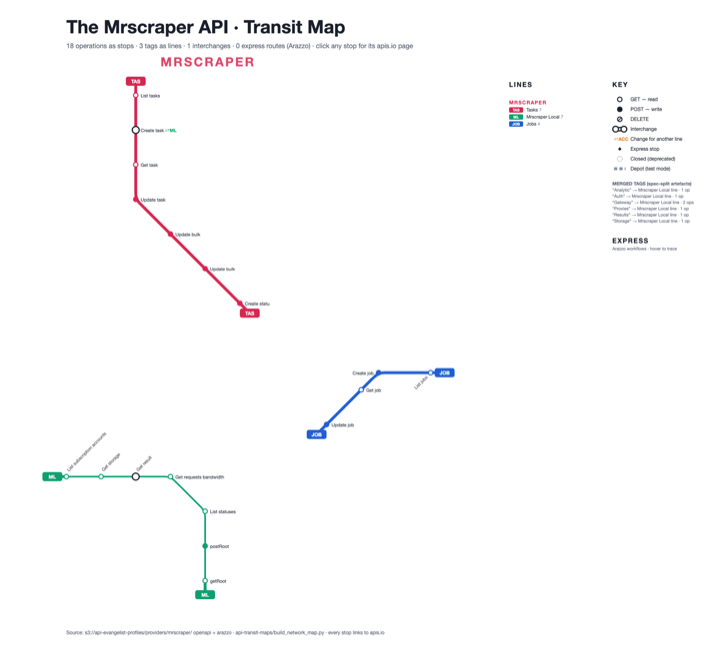 The Mrscraper API · Transit Map
18 operations as stops · 3 tags as lines · 1 interchanges · 0 express routes (Arazzo) · click any stop for its apis.io page
MRSCRAPER
TAS
List tasks
Create task ⇄ML
Get task
Update task
Update bulk
Update bulk
Create statu
TAS
LINES
MRSCRAPER
TAS Tasks 7
ML Mrscraper Local 7
JOB Jobs 4
KEY
GET — read
POST — write
DELETE
Interchange
⇄ACC Change for another line
Express stop
Closed (deprecated)
Depot (test mode)
MERGED TAGS (spec-split artefacts)
"Analytic" → Mrscraper Local line · 1 op
"Auth" → Mrscraper Local line · 1 op
"Gateway" → Mrscraper Local line · 2 ops
"Proxies" → Mrscraper Local line · 1 op
"Results" → Mrscraper Local line · 1 op
"Storage" → Mrscraper Local line · 1 op
EXPRESS
Arazzo workflows · hover to trace
Create job
List jobs
JOB
Get job
Update job
JOB
ML
List subscription accounts
Get storage
Get result
Get requests bandwidth
List statuses
postRoot
getRoot
ML
Source: s3://api-evangelist-profiles/providers/mrscraper/ openapi + arazzo · api-transit-maps/build_network_map.py · every stop links to apis.io